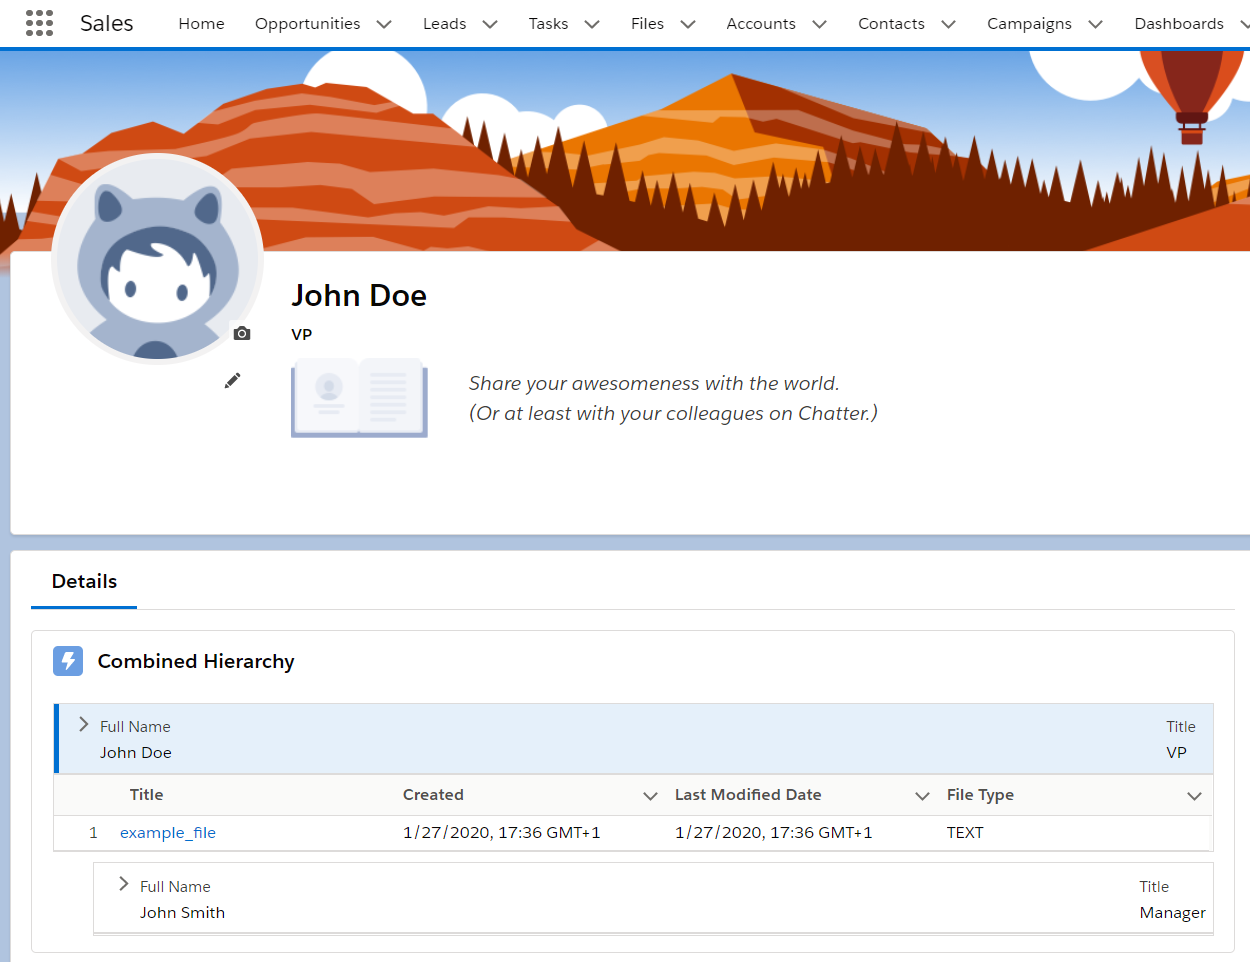 Sales Home Opportunities Leads Tasks Files Accounts Contacts Campaigns Dashboards
John Doe
VP
Share your awesomeness with the world.
(Or at least with your colleagues on Chatter.)
Details
Combined Hierarchy
Full Name Title
John Doe VP
Title Created Last Modified Date File Type
1 example_file 1/27/2020, 17:36 GMT+1 1/27/2020, 17:36 GMT+1 TEXT
Full Name Title
John Smith Manager